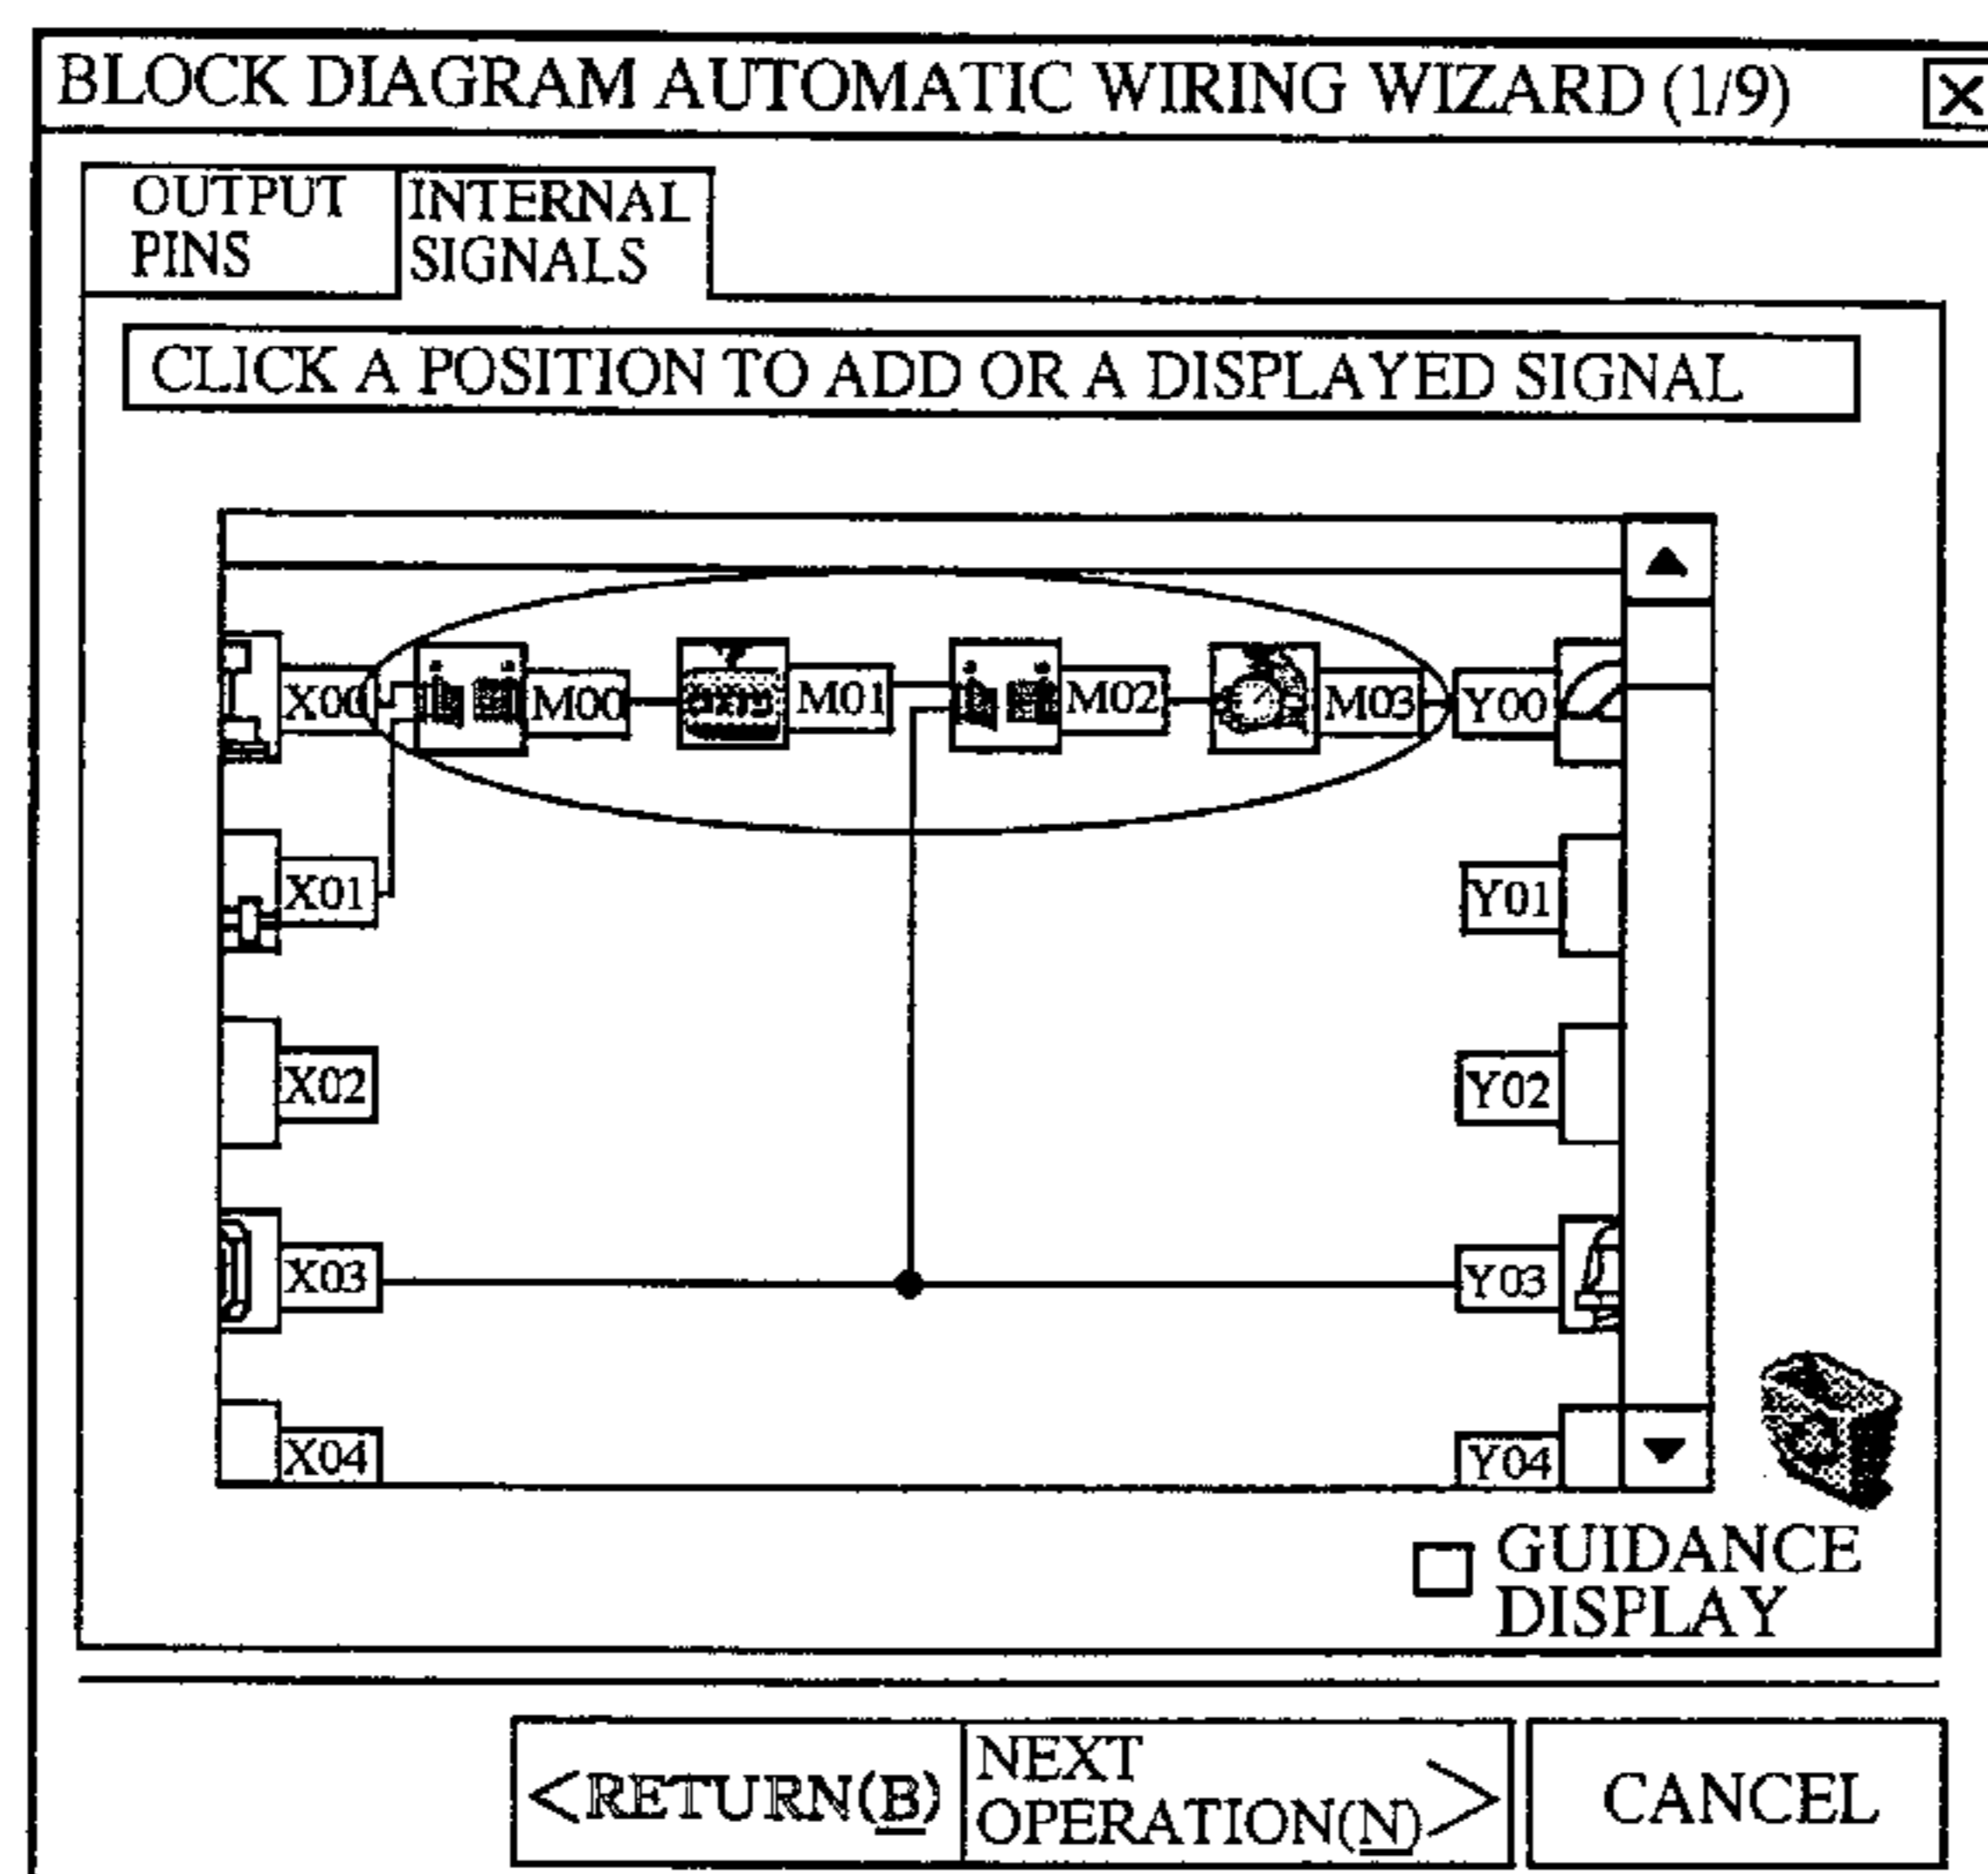 BLOCK DIAGRAM AUTOMATIC WIRING WIZARD (1/9)
OUTPUT
PINS
INTERNAL
SIGNALS
CLICK A POSITION TO ADD OR A DISPLAYED SIGNAL
X00
M00
M01
M02
M03
Y00
X01
Y01
X02
Y02
X03
Y03
X04
Y04
GUIDANCE
DISPLAY
<RETURN(B)
NEXT
OPERATION(N)>
CANCEL